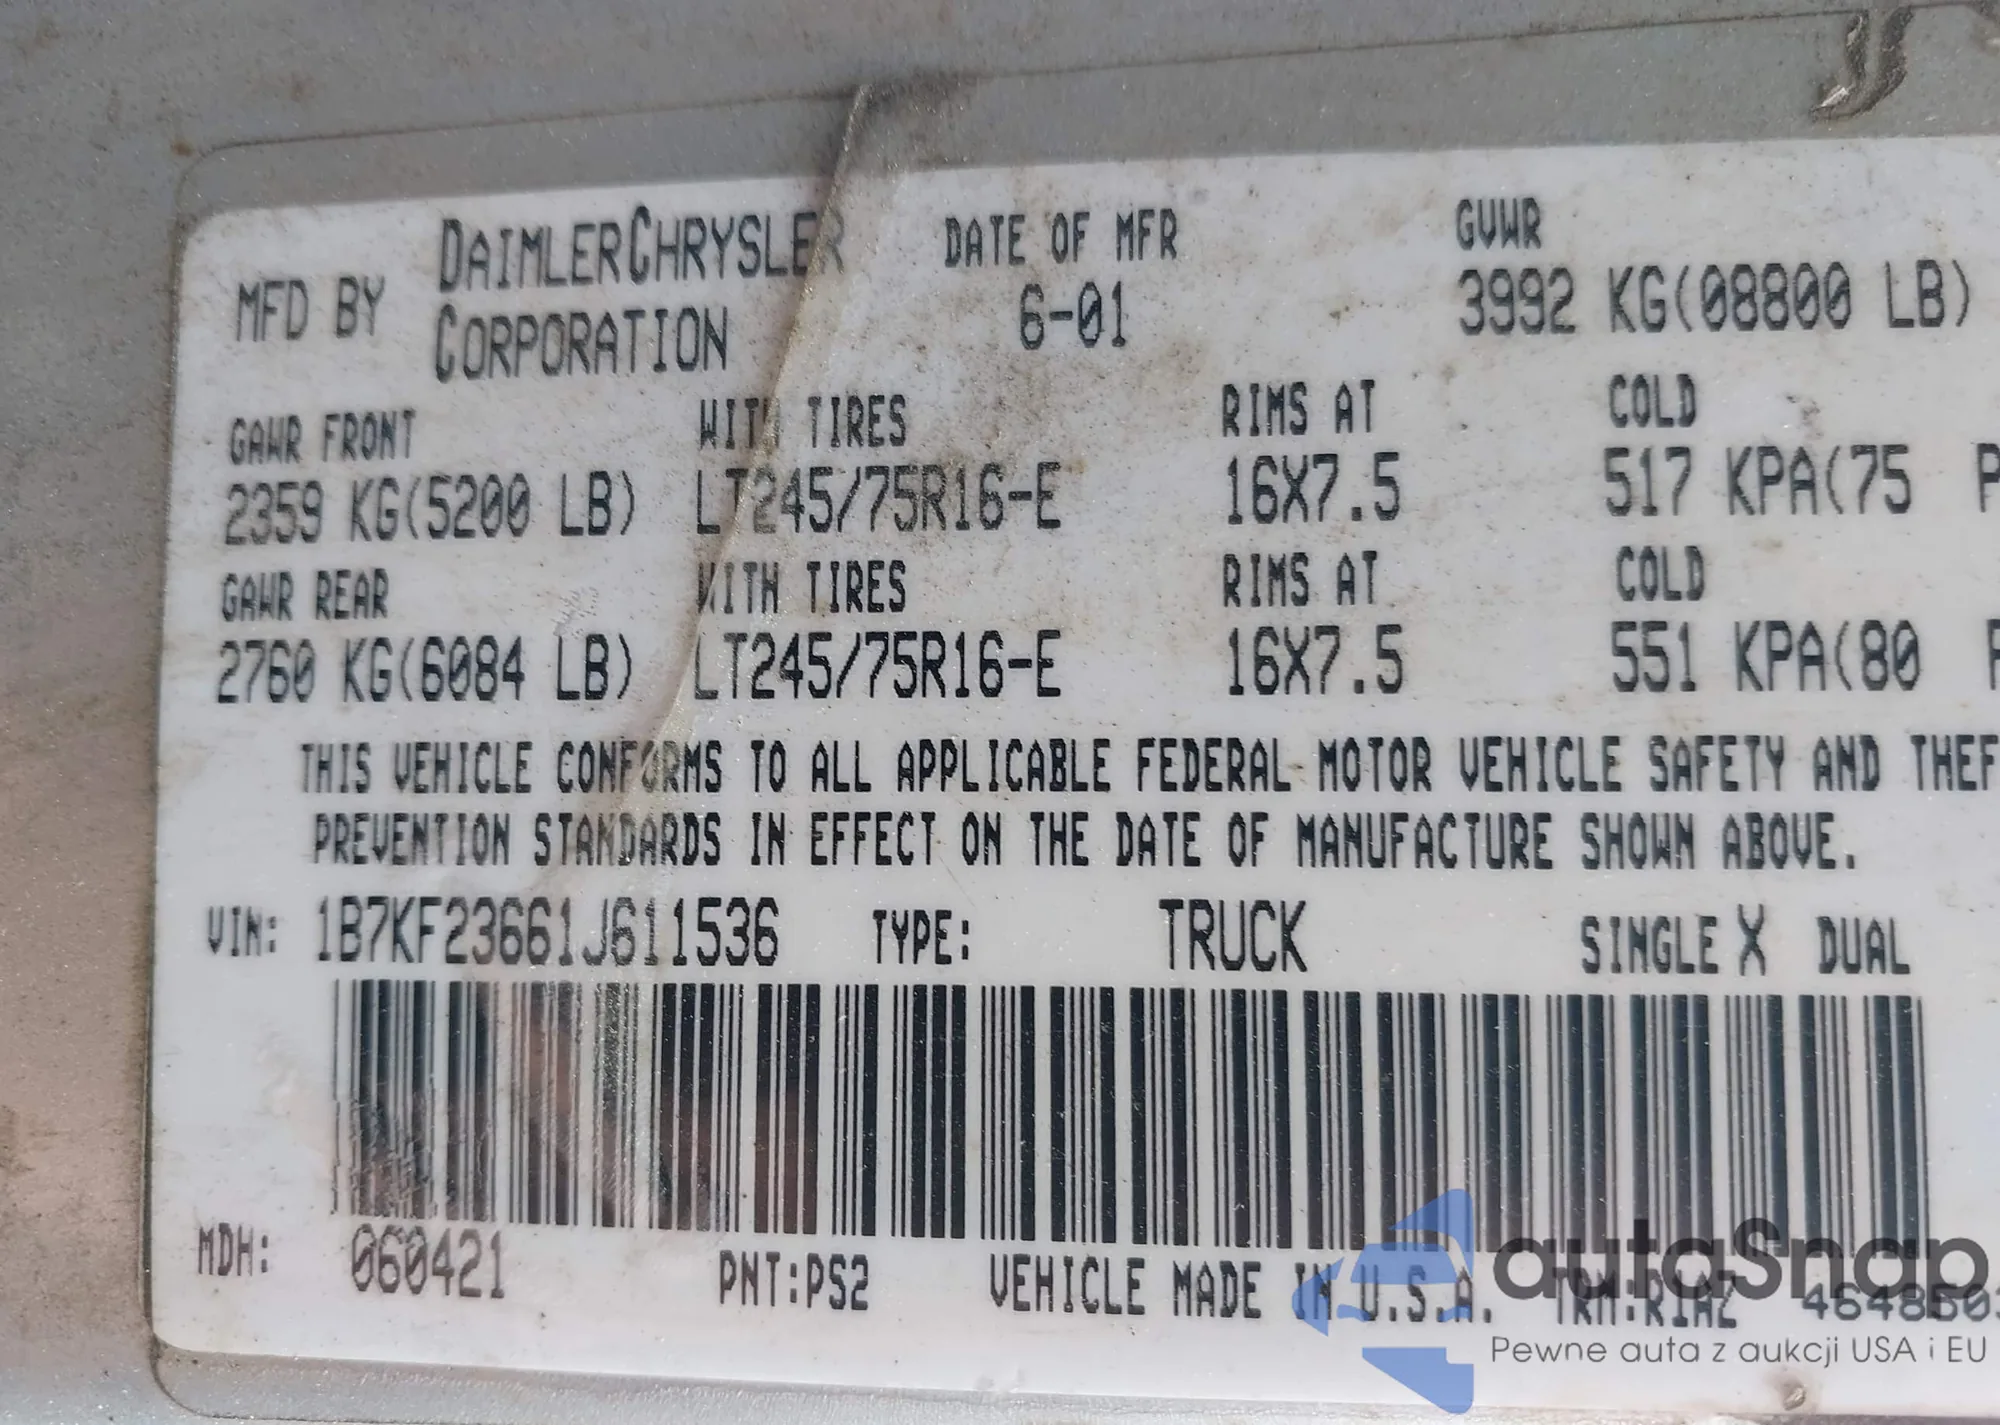 MFD BY DAIMLERCHRYSLER CORPORATION DATE OF MFR 6-01 GVWR 3992 KG(08800 LB)
GAWR FRONT WITH TIRES RIMS AT COLD
2359 KG(5200 LB) LT245/75R16-E 16X7.5 517 KPA(75 P
GAWR REAR WITH TIRES RIMS AT COLD
2760 KG(6084 LB) LT245/75R16-E 16X7.5 551 KPA(80 P
THIS VEHICLE CONFORMS TO ALL APPLICABLE FEDERAL MOTOR VEHICLE SAFETY AND THEF
PREVENTION STANDARDS IN EFFECT ON THE DATE OF MANUFACTURE SHOWN ABOVE.
VIN: 1B7KF23661J611536 TYPE: TRUCK SINGLE X DUAL
MDH: 060421 PNT:PS2 VEHICLE MADE IN U.S.A. TRM:R1AZ
autoSnap
Pewne auta z aukcji USA i EU